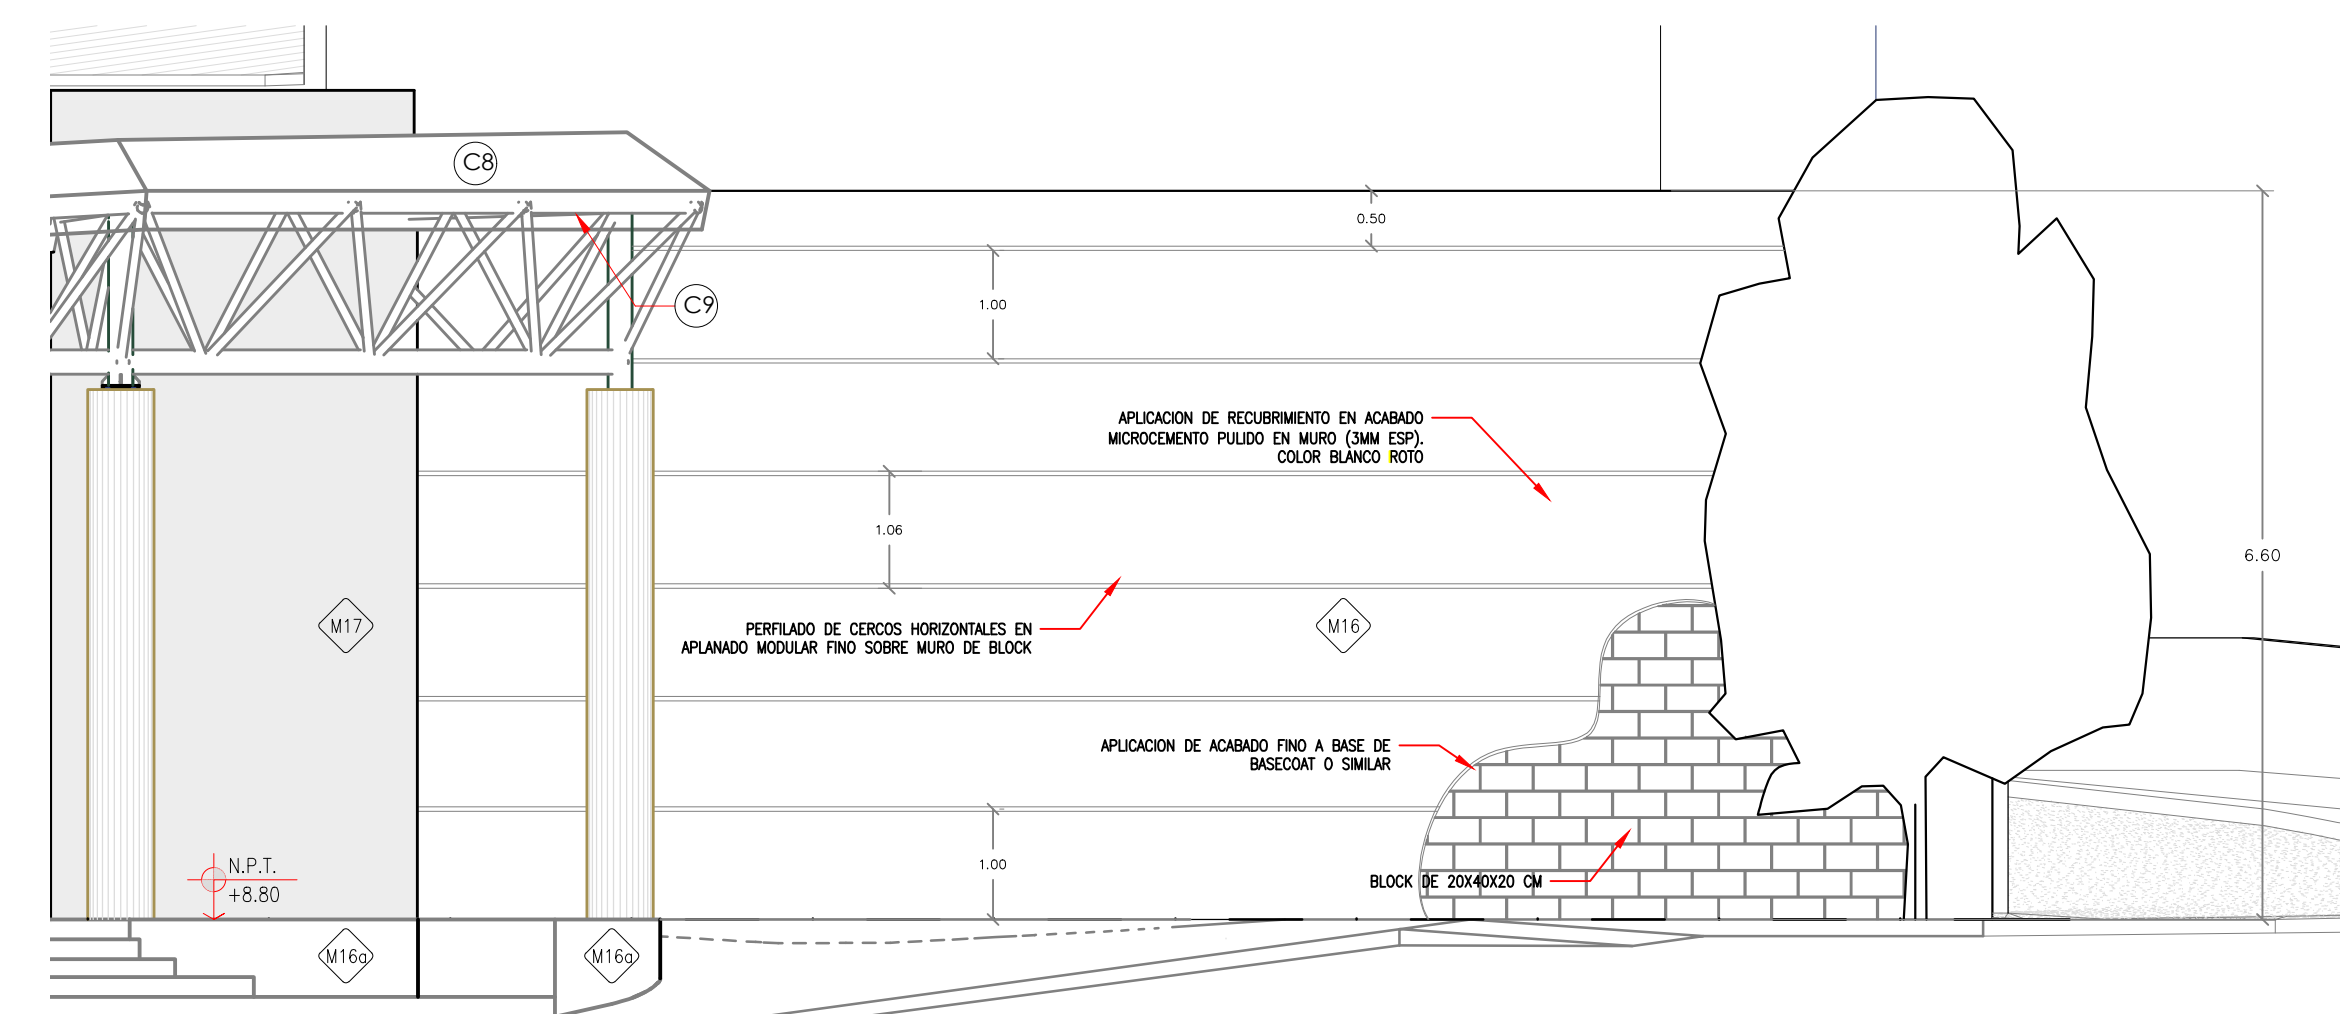 C8
0.50
C9
1.00
APLICACION DE RECUBRIMIENTO EN ACABADO
MICROCEMENTO PULIDO EN MURO (3MM ESP).
COLOR BLANCO ROTO
1.06
6.60
M17
M16
PERFILADO DE CERCOS HORIZONTALES EN
APLANADO MODULAR FINO SOBRE MURO DE BLOCK
APLICACION DE ACABADO FINO A BASE DE
BASECOAT O SIMILAR
N.P.T.
+8.80
1.00
BLOCK DE 20X40X20 CM
M16a
M16a